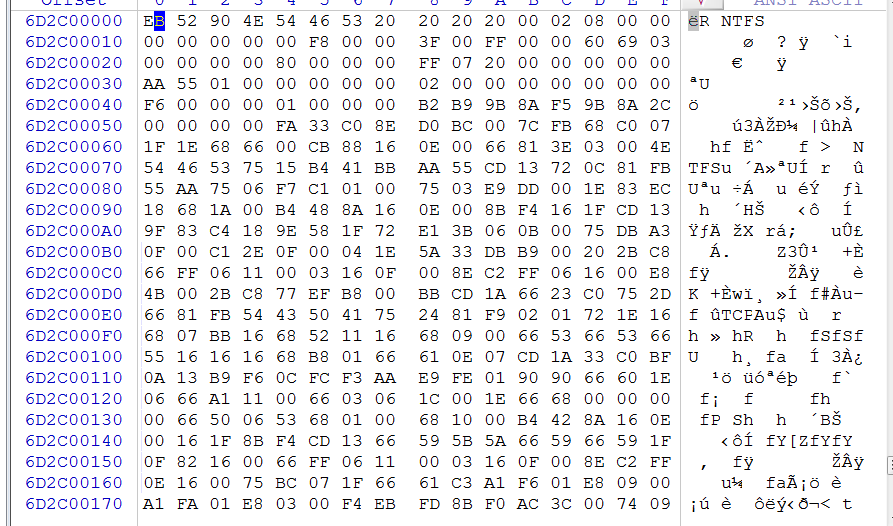 Offset 0 1 2 3 4 5 6 7 8 9 A B C D E F ANSI ASCII
6D2C00000 EB 52 90 4E 54 46 53 20 20 20 20 00 02 08 00 00 ëR NTFS
6D2C00010 00 00 00 00 00 F8 00 00 3F 00 FF 00 00 60 69 03 ø ? ÿ `i
6D2C00020 00 00 00 00 80 00 00 00 FF 07 20 00 00 00 00 00 € ÿ
6D2C00030 AA 55 01 00 00 00 00 00 02 00 00 00 00 00 00 00 ªU
6D2C00040 F6 00 00 00 01 00 00 00 B2 B9 9B 8A F5 9B 8A 2C ö ²¹›Šõ›Š,
6D2C00050 00 00 00 00 FA 33 C0 8E D0 BC 00 7C FB 68 C0 07 ú3ÀŽÐ¼ |ûhÀ
6D2C00060 1F 1E 68 66 00 CB 88 16 0E 00 66 81 3E 03 00 4E hf Ëˆ f > N
6D2C00070 54 46 53 75 15 B4 41 BB AA 55 CD 13 72 0C 81 FB TFSu ´A»ªUÍ r û
6D2C00080 55 AA 75 06 F7 C1 01 00 75 03 E9 DD 00 1E 83 EC Uªu ÷Á u éÝ ƒì
6D2C00090 18 68 1A 00 B4 48 8A 16 0E 00 8B F4 16 1F CD 13 h ´HŠ ‹ô Í
6D2C000A0 9F 83 C4 18 9E 58 1F 72 E1 3B 06 0B 00 75 DB A3 ŸƒÄ žX rá; uÛ£
6D2C000B0 0F 00 C1 2E 0F 00 04 1E 5A 33 DB B9 00 20 2B C8 Á. Z3Û¹ +È
6D2C000C0 66 FF 06 11 00 03 16 0F 00 8E C2 FF 06 16 00 E8 fÿ ŽÂÿ è
6D2C000D0 4B 00 2B C8 77 EF B8 00 BB CD 1A 66 23 C0 75 2D K +Èwï¸ »Í f#Àu-
6D2C000E0 66 81 FB 54 43 50 41 75 24 81 F9 02 01 72 1E 16 f ûTCPAu$ ù r
6D2C000F0 68 07 BB 16 68 52 11 16 68 09 00 66 53 66 53 66 h » hR h fSfSf
6D2C00100 55 16 16 16 68 B8 01 66 61 0E 07 CD 1A 33 C0 BF U h¸ fa Í 3À¿
6D2C00110 0A 13 B9 F6 0C FC F3 AA E9 FE 01 90 90 66 60 1E ¹ö üóªéþ f`
6D2C00120 06 66 A1 11 00 66 03 06 1C 00 1E 66 68 00 00 00 f¡ f fh
6D2C00130 00 66 50 06 53 68 01 00 68 10 00 B4 42 8A 16 0E fP Sh h ´BŠ
6D2C00140 00 16 1F 8B F4 CD 13 66 59 5B 5A 66 59 66 59 1F ‹ôÍ fY[ZfYfY
6D2C00150 0F 82 16 00 66 FF 06 11 00 03 16 0F 00 8E C2 FF ‚ fÿ ŽÂÿ
6D2C00160 0E 16 00 75 BC 07 1F 66 61 C3 A1 F6 01 E8 09 00 u¼ faÃ¡ö è
6D2C00170 A1 FA 01 E8 03 00 F4 EB FD 8B F0 AC 3C 00 74 09 ¡ú è ôëý‹ð¬< t